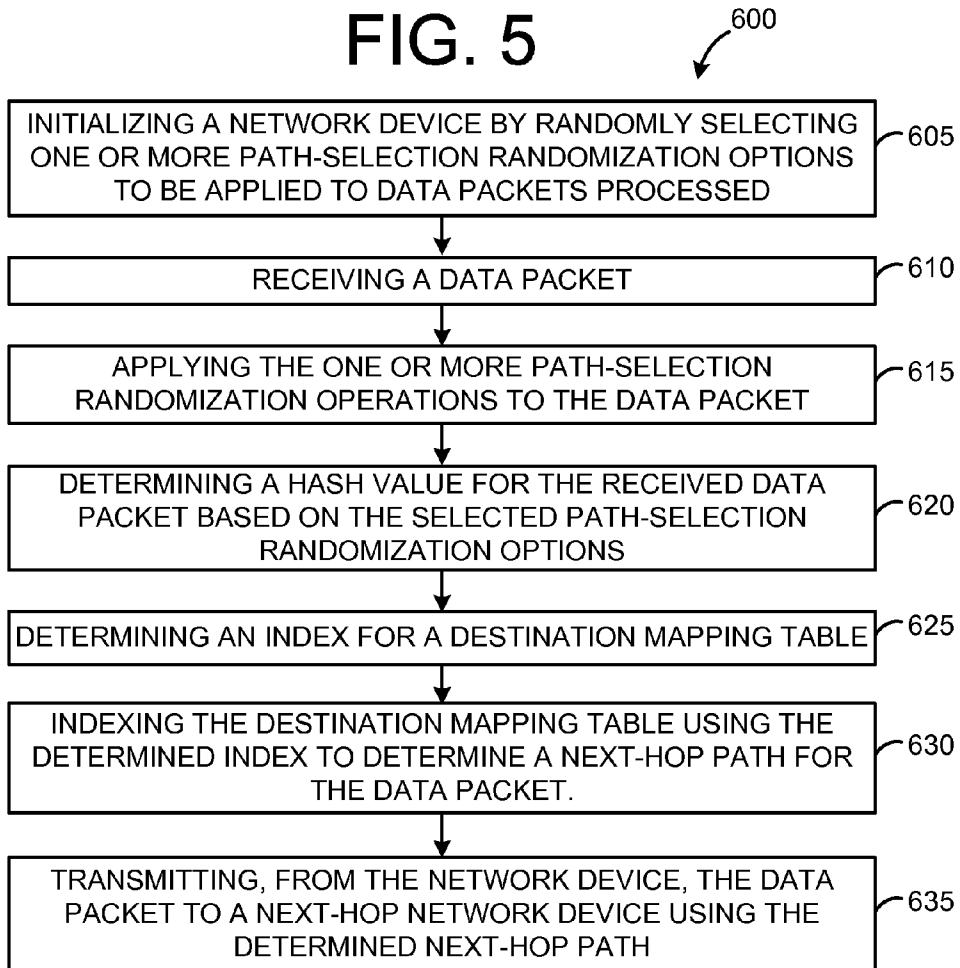 FIG. 5
600
INITIALIZING A NETWORK DEVICE BY RANDOMLY SELECTING
ONE OR MORE PATH-SELECTION RANDOMIZATION OPTIONS
TO BE APPLIED TO DATA PACKETS PROCESSED
605
RECEIVING A DATA PACKET
610
APPLYING THE ONE OR MORE PATH-SELECTION
RANDOMIZATION OPERATIONS TO THE DATA PACKET
615
DETERMINING A HASH VALUE FOR THE RECEIVED DATA
PACKET BASED ON THE SELECTED PATH-SELECTION
RANDOMIZATION OPTIONS
620
DETERMINING AN INDEX FOR A DESTINATION MAPPING TABLE
625
INDEXING THE DESTINATION MAPPING TABLE USING THE
DETERMINED INDEX TO DETERMINE A NEXT-HOP PATH FOR
THE DATA PACKET.
630
TRANSMITTING, FROM THE NETWORK DEVICE, THE DATA
PACKET TO A NEXT-HOP NETWORK DEVICE USING THE
DETERMINED NEXT-HOP PATH
635